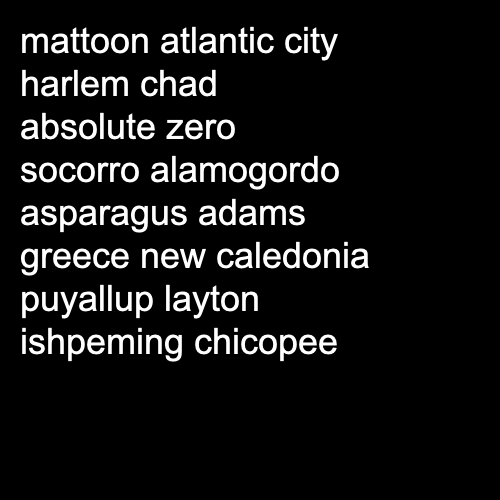 mattoon atlantic city
harlem chad
absolute zero
socorro alamogordo
asparagus adams
greece new caledonia
puyallup layton
ishpeming chicopee